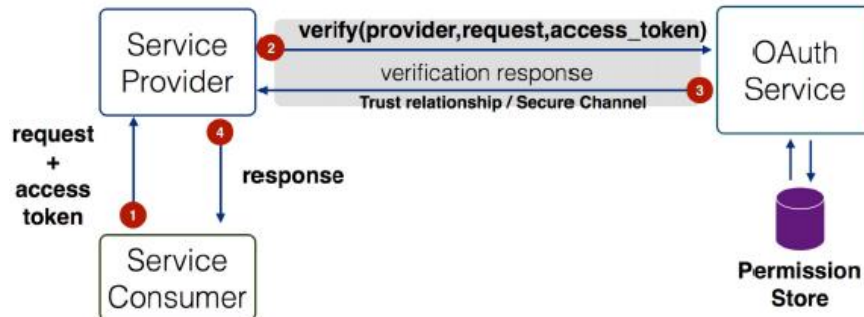 Service
Provider
2
verify(provider,request,access_token)
verification response
3
Trust relationship / Secure Channel
OAuth
Service
request
+
access
token
1
4
response
Service
Consumer
Permission
Store